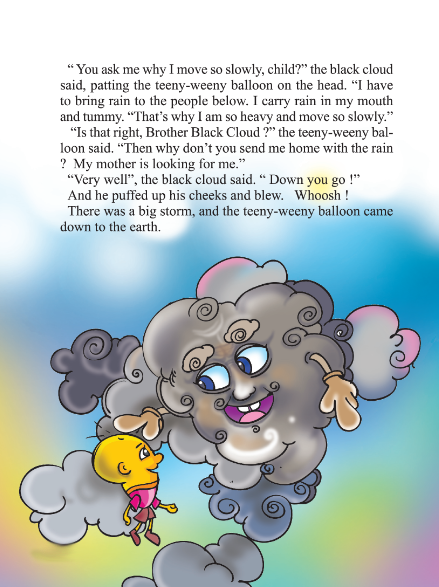 “ You ask me why I move so slowly, child?” the black cloud
said, patting the teeny-weeny balloon on the head. “I have
to bring rain to the people below. I carry rain in my mouth
and tummy. “That’s why I am so heavy and move so slowly.”
“Is that right, Brother Black Cloud ?” the teeny-weeny bal-
loon said. “Then why don’t you send me home with the rain
?  My mother is looking for me.”
“Very well”, the black cloud said. “ Down you go !”
And he puffed up his cheeks and blew.   Whoosh !
There was a big storm, and the teeny-weeny balloon came
down to the earth.